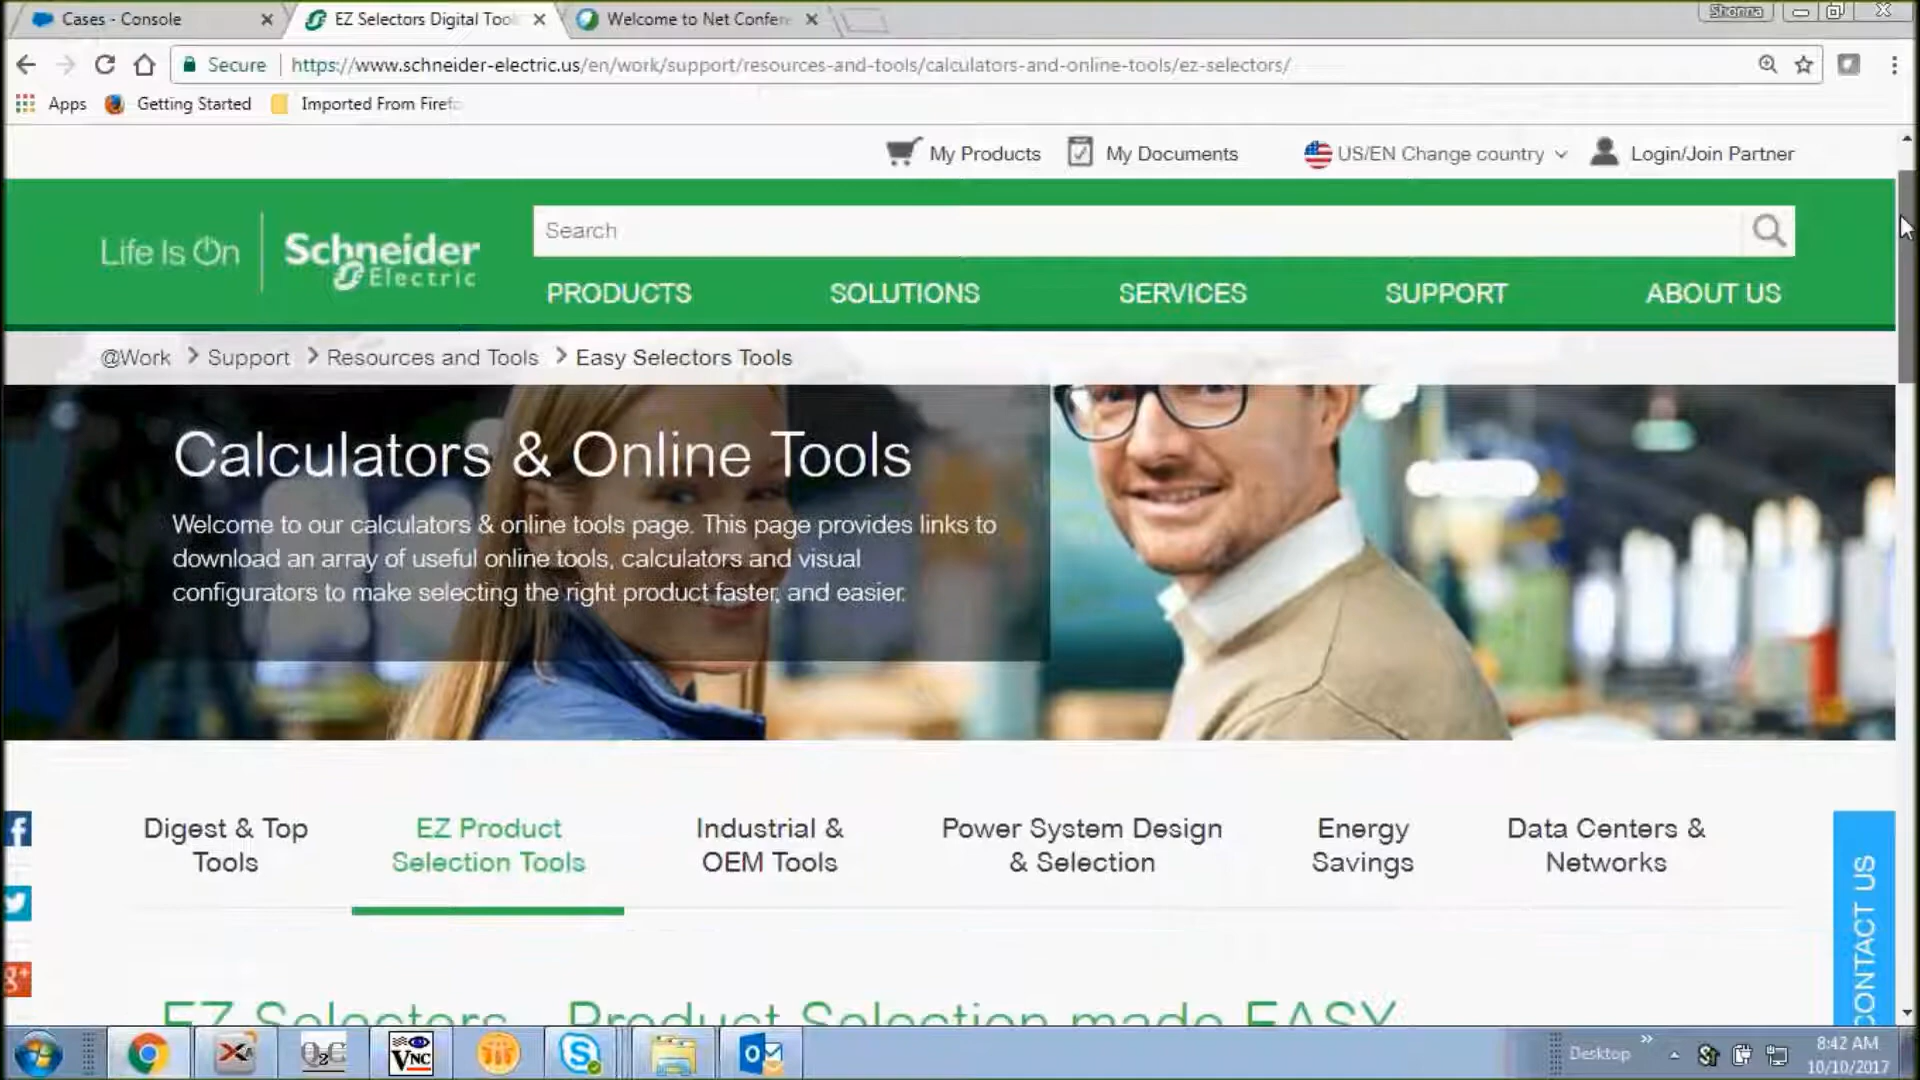 Cases - Console
EZ Selectors Digital Tool
Welcome to Net Confer
Shonna
Secure
https://www.schneider-electric.us/en/work/support/resources-and-tools/calculators-and-online-tools/ez-selectors/
Apps
Getting Started
Imported From Firef
My Products
My Documents
US/EN Change country
Login/Join Partner
Life Is On
Schneider
Electric
Search
PRODUCTS
SOLUTIONS
SERVICES
SUPPORT
ABOUT US
@Work > Support > Resources and Tools > Easy Selectors Tools
Calculators & Online Tools
Welcome to our calculators & online tools page. This page provides links to
download an array of useful online tools, calculators and visual
configurators to make selecting the right product faster, and easier.
Digest & Top
Tools
EZ Product
Selection Tools
Industrial &
OEM Tools
Power System Design
& Selection
Energy
Savings
Data Centers &
Networks
CONTACT US
EZ Selectors - Product Selection made EASY
VNC
Desktop
8:42 AM
10/10/2017